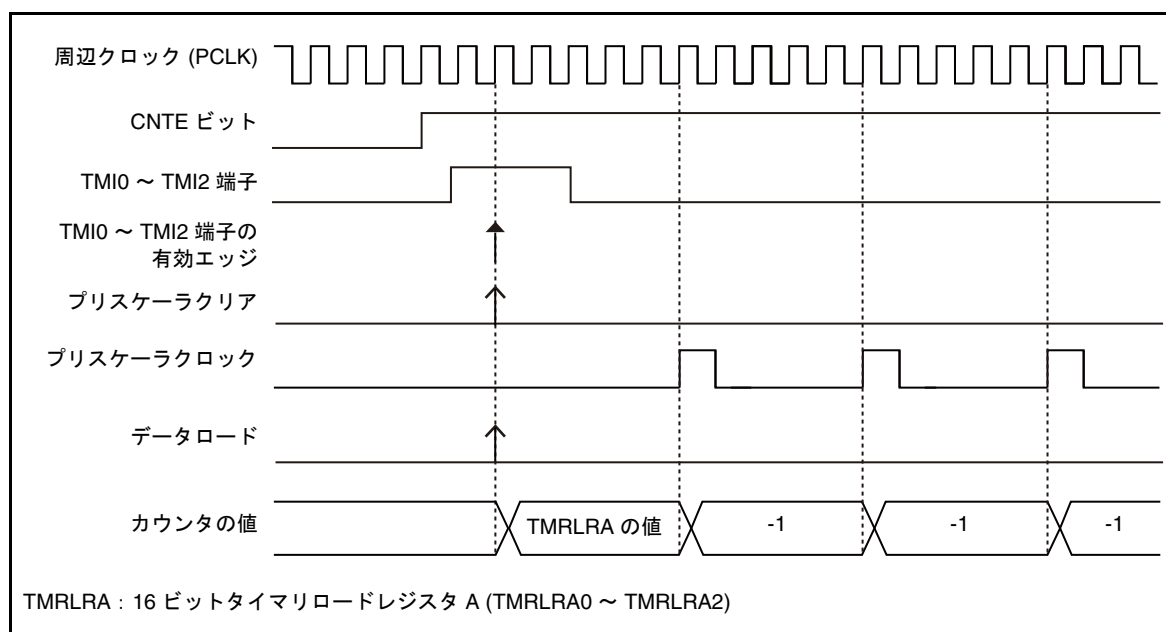 周辺クロック (PCLK)
CNTE ビット
TMI0 ～ TMI2 端子
TMI0 ～ TMI2 端子の
有効エッジ
プリスケーラクリア
プリスケーラクロック
データロード
カウンタの値
TMRLRA の値
-1
-1
-1
TMRLRA : 16 ビットタイマリロードレジスタ A (TMRLRA0 ～ TMRLRA2)